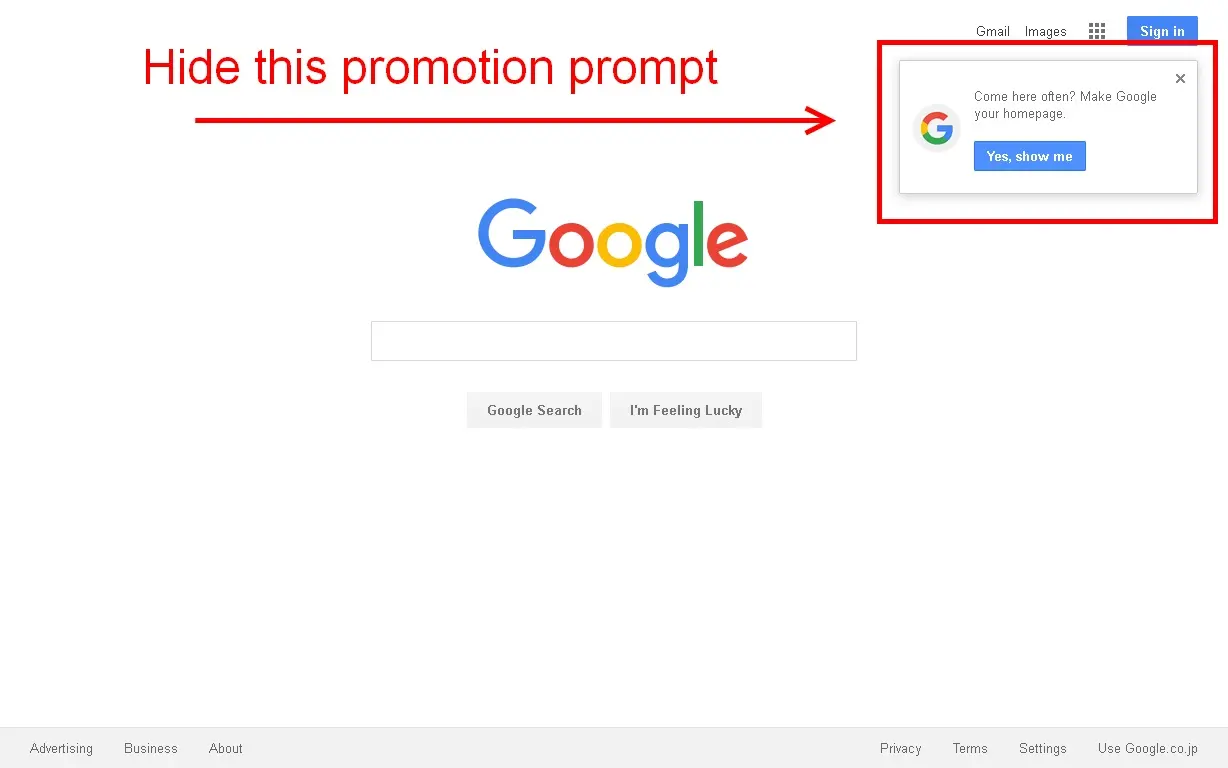 Gmail Images Sign in
Hide this promotion prompt
×
Come here often? Make Google
your homepage.
Yes, show me
Google
Google Search I'm Feeling Lucky
Advertising Business About Privacy Terms Settings Use Google.co.jp